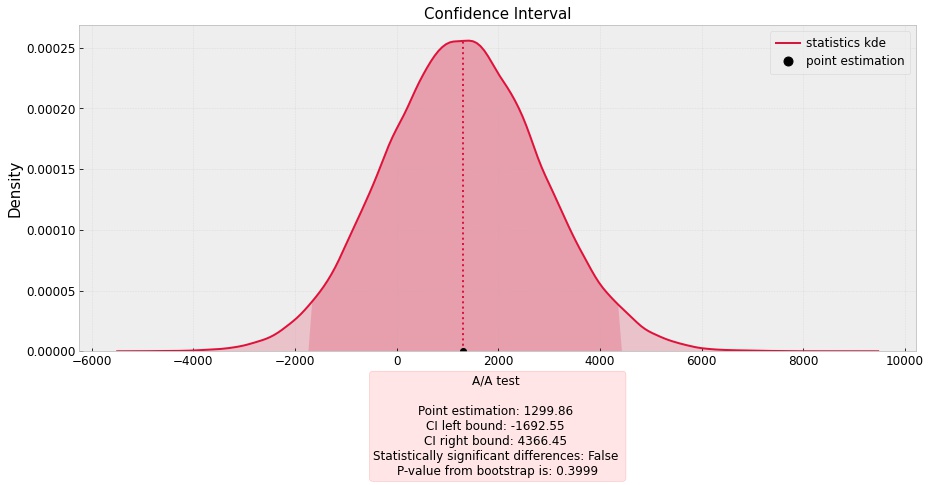 Confidence Interval
statistics kde
point estimation
Density
0.00025
0.00020
0.00015
0.00010
0.00005
0.00000
−6000 −4000 −2000 0 2000 4000 6000 8000 10000
A/A test
Point estimation: 1299.86
CI left bound: -1692.55
CI right bound: 4366.45
Statistically significant differences: False
P-value from bootstrap is: 0.3999